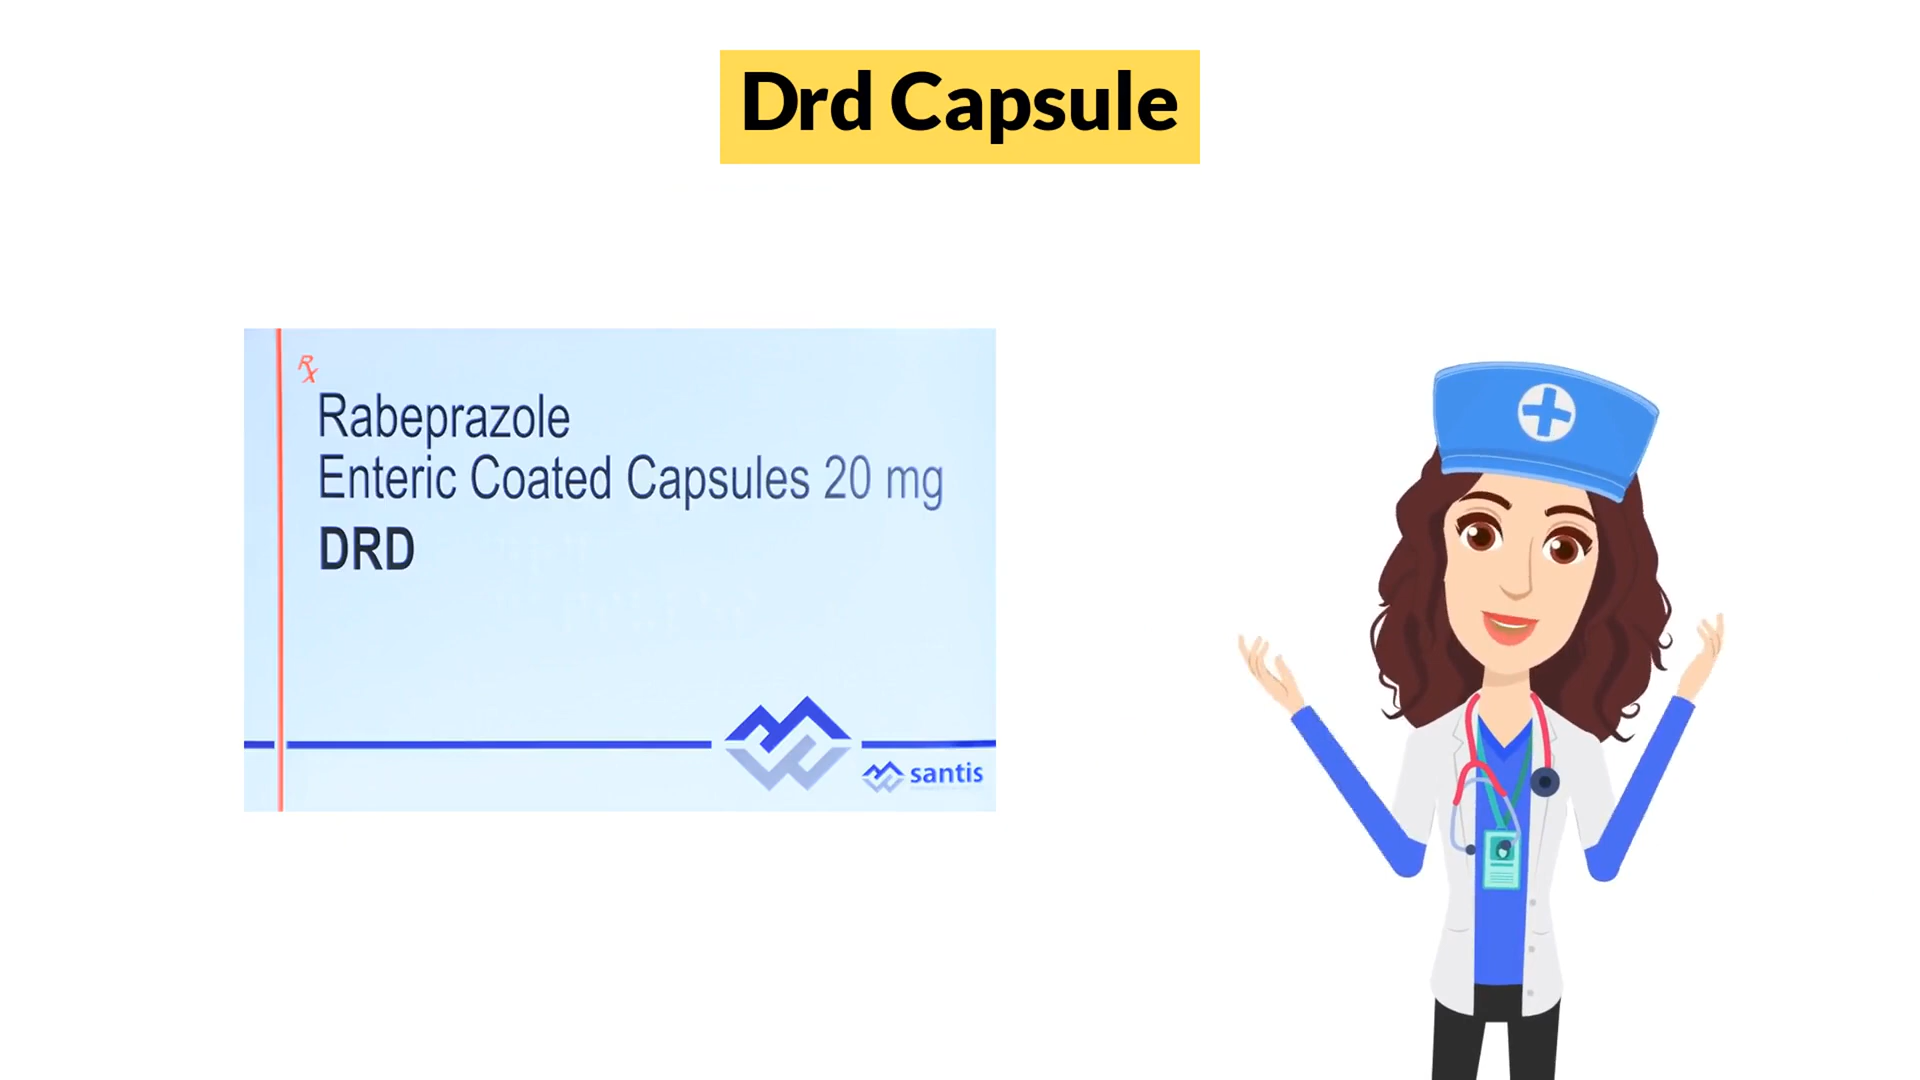 Drd Capsule
Rx
Rabeprazole
Enteric Coated Capsules 20 mg
DRD
santis